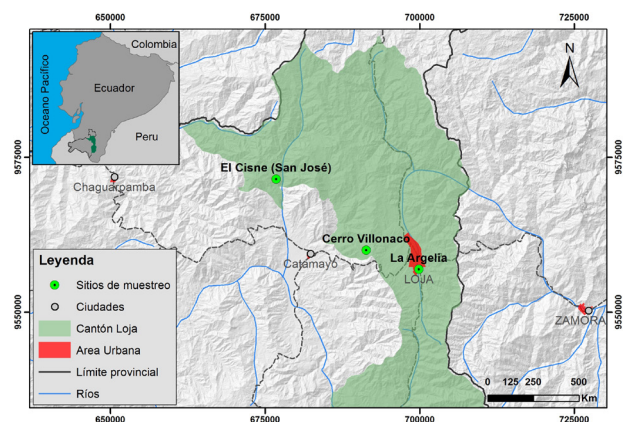 650000 675000 700000 725000
Colombia
Oceano Pacífico
Ecuador
Peru
N
9575000 9575000
El Cisne (San José)
Chaguarpamba
Cerro Villonaco
La Argelia
Catamayo
LOJA
9550000 9550000
ZAMORA
Leyenda
Sitios de muestreo
Ciudades
Cantón Loja
Area Urbana
Límite provincial
Ríos
0 125 250 500
Km
650000 675000 700000 725000